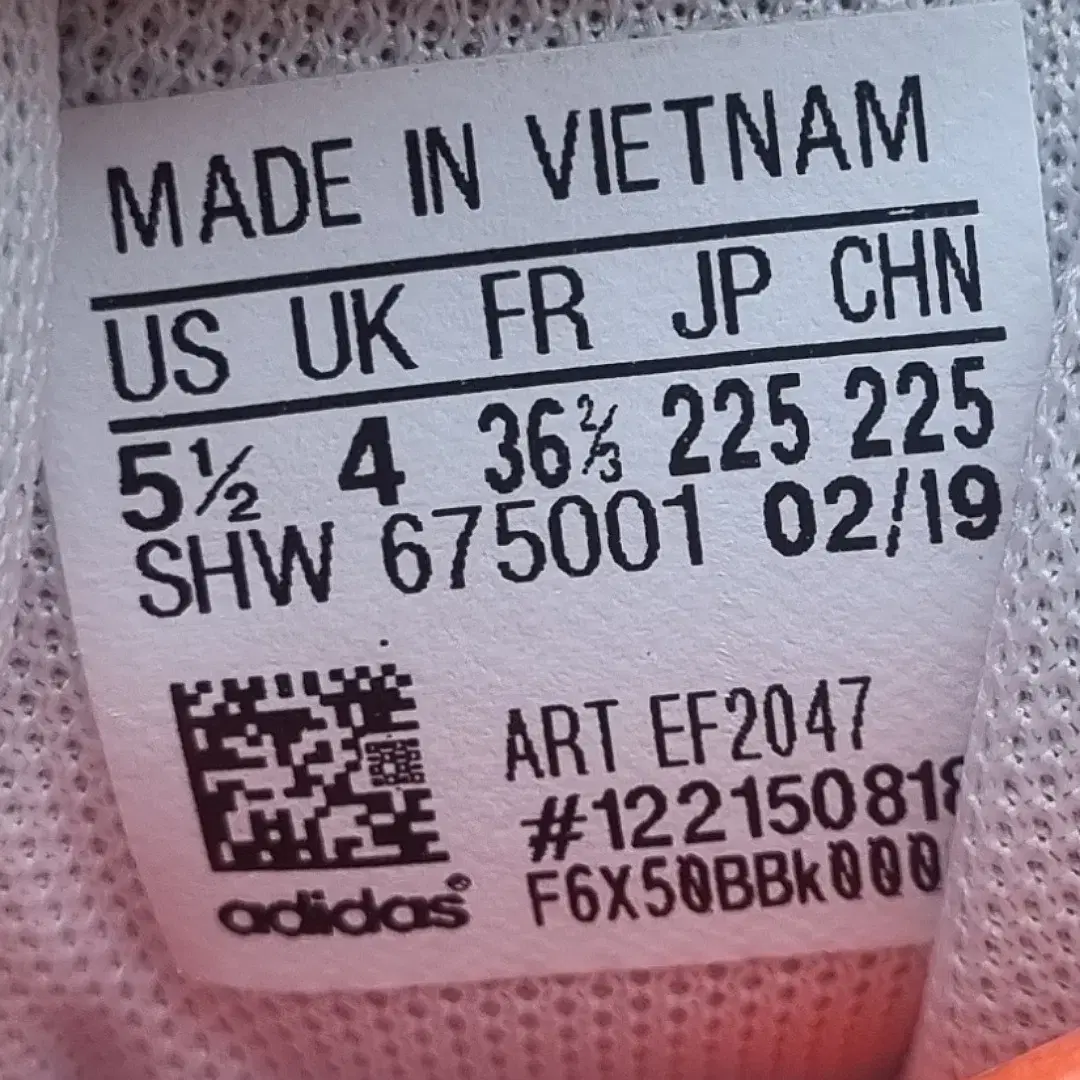 MADE IN VIETNAM
US UK FR JP CHN
5½ 4 36⅔ 225 225
SHW 675001 02/19
ART EF2047
#122150818
F6X50BBk000
adidas®